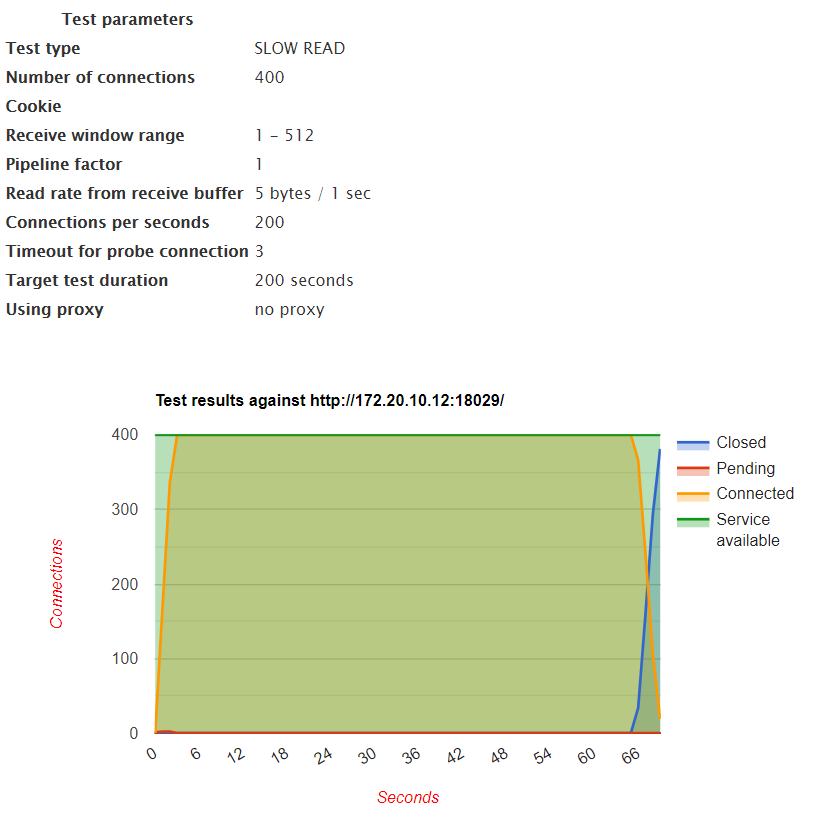 Test parameters
Test type SLOW READ
Number of connections 400
Cookie
Receive window range 1 - 512
Pipeline factor 1
Read rate from receive buffer 5 bytes / 1 sec
Connections per seconds 200
Timeout for probe connection 3
Target test duration 200 seconds
Using proxy no proxy
Test results against http://172.20.10.12:18029/
400
300
200
100
0
Connections
0 6 12 18 24 30 36 42 48 54 60 66
Seconds
Closed
Pending
Connected
Service
available